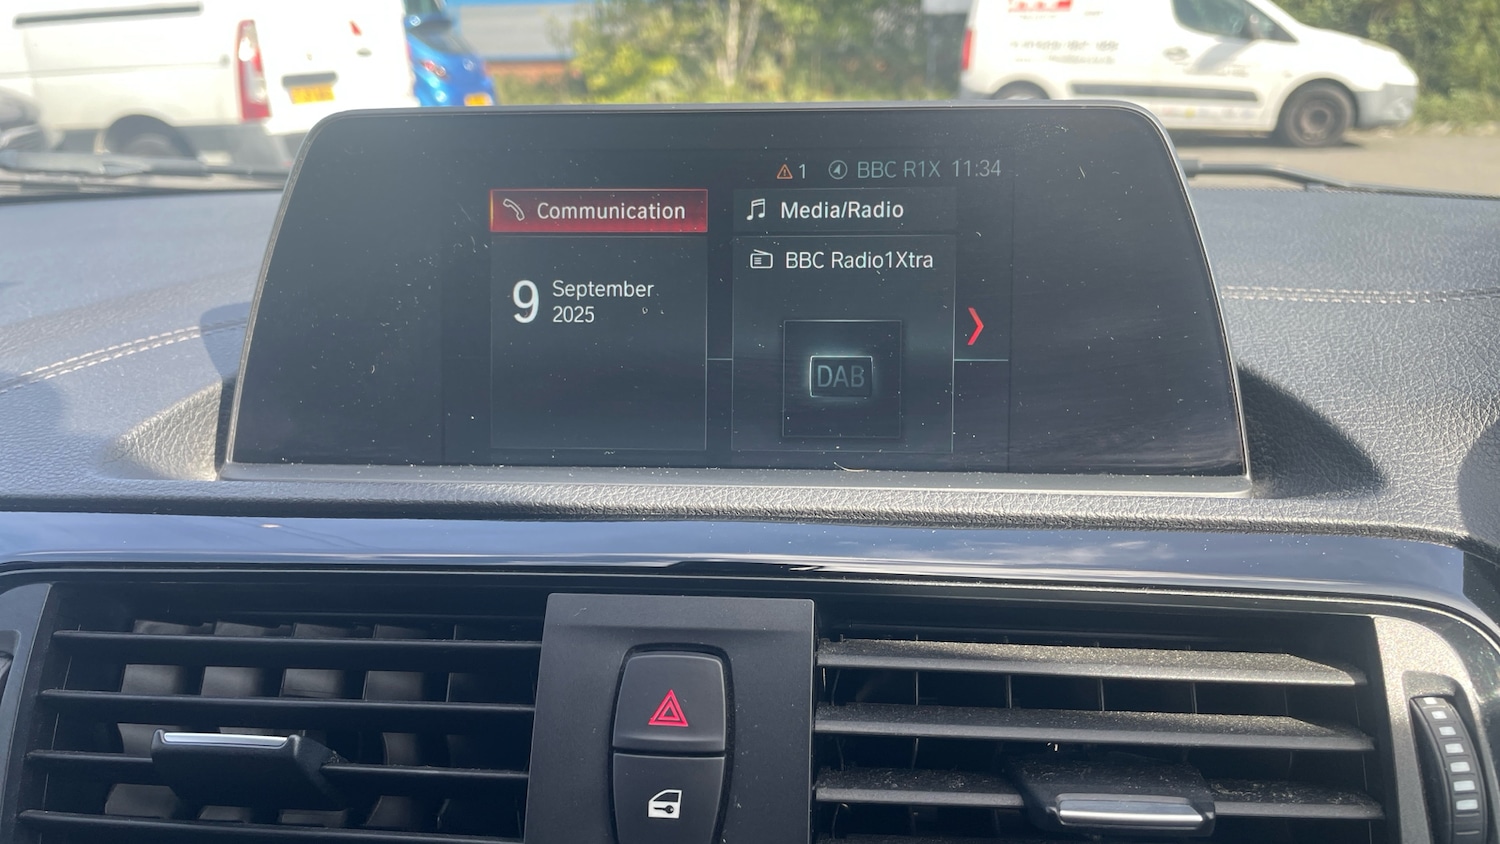 1 BBC R1X 11:34
Communication
Media/Radio
BBC Radio1Xtra
9 September
2025
DAB